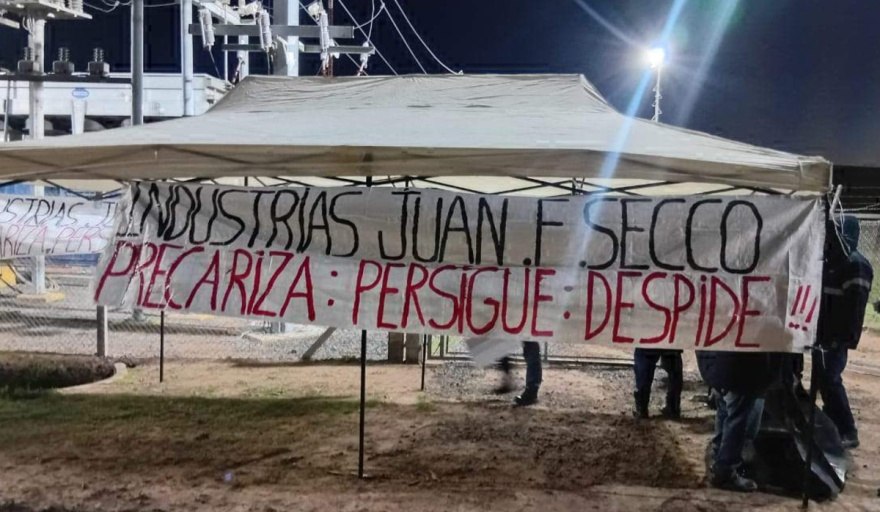 INDUSTRIAS JUAN.F.SECCO
PRECARIZA: PERSIGUE: DESPIDE !!!